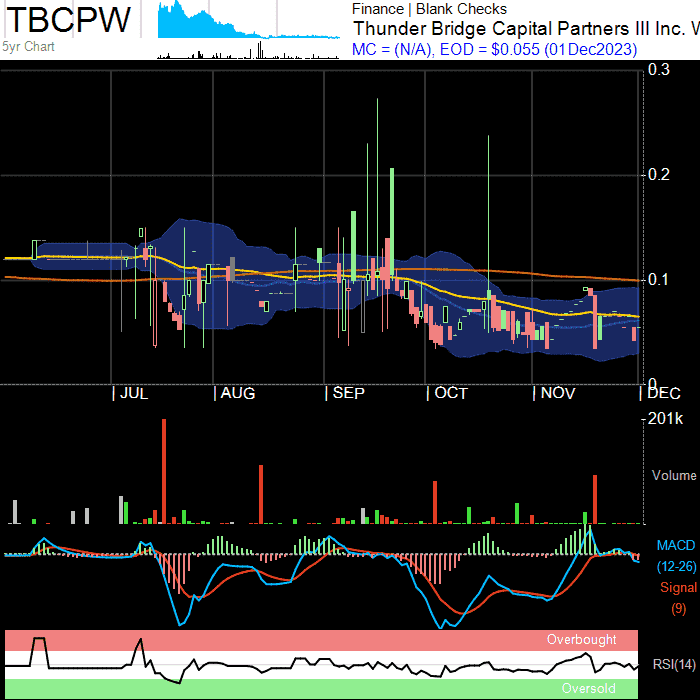 TBCPW
5yr Chart
Finance | Blank Checks
Thunder Bridge Capital Partners III Inc. W
MC = (N/A), EOD = $0.055 (01Dec2023)
0.3
0.2
0.1
0
JUL
AUG
SEP
OCT
NOV
DEC
201k
Volume
MACD
(12-26)
Signal
(9)
Overbought
RSI(14)
Oversold